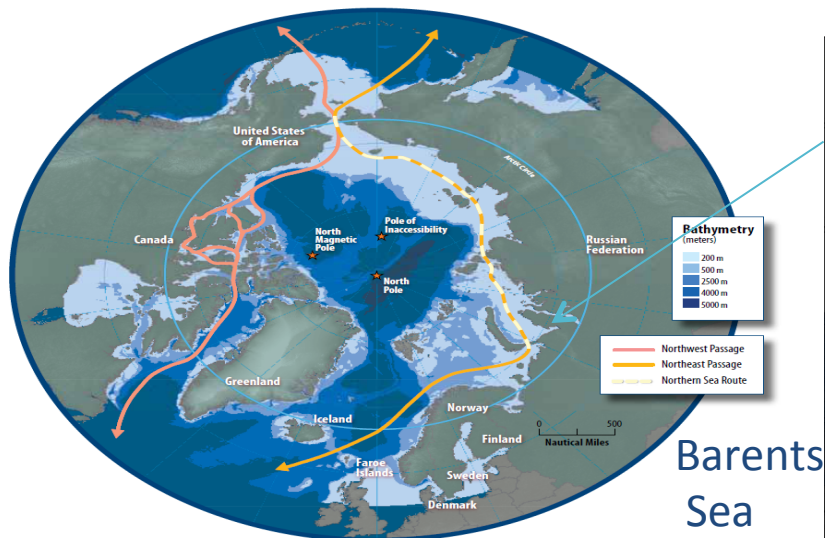 United States
of America
Arctic Circle
Canada
North
Magnetic
Pole
Pole of
Inaccessibility
North
Pole
Russian
Federation
Bathymetry
(meters)
200 m
500 m
2500 m
4000 m
5000 m
Northwest Passage
Northeast Passage
Northern Sea Route
Greenland
Iceland
Norway
Finland
0 500
Nautical Miles
Faroe
Islands
Sweden
Denmark
Barents
Sea